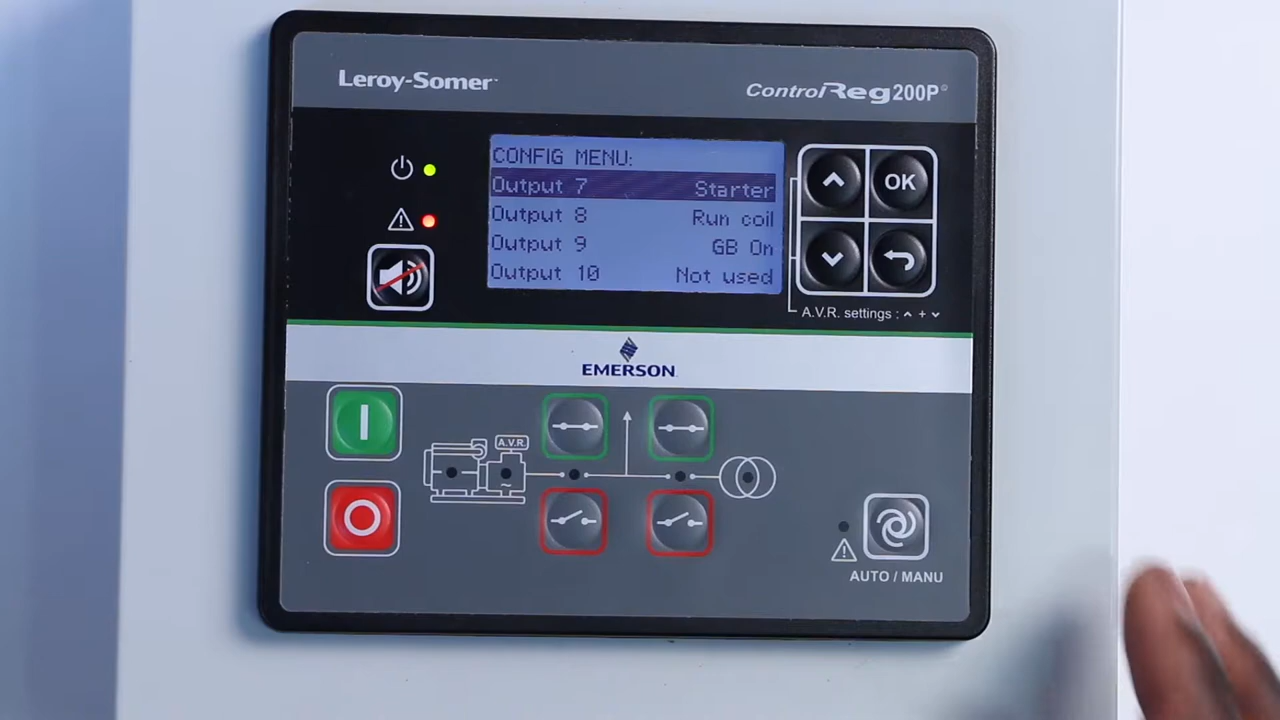 Leroy-Somer™
ControlReg200P®
CONFIG MENU:
Output 7 Starter
Output 8 Run coil
Output 9 GB On
Output 10 Not used
OK
A.V.R. settings : ^ + v
EMERSON
A.V.R.
AUTO / MANU